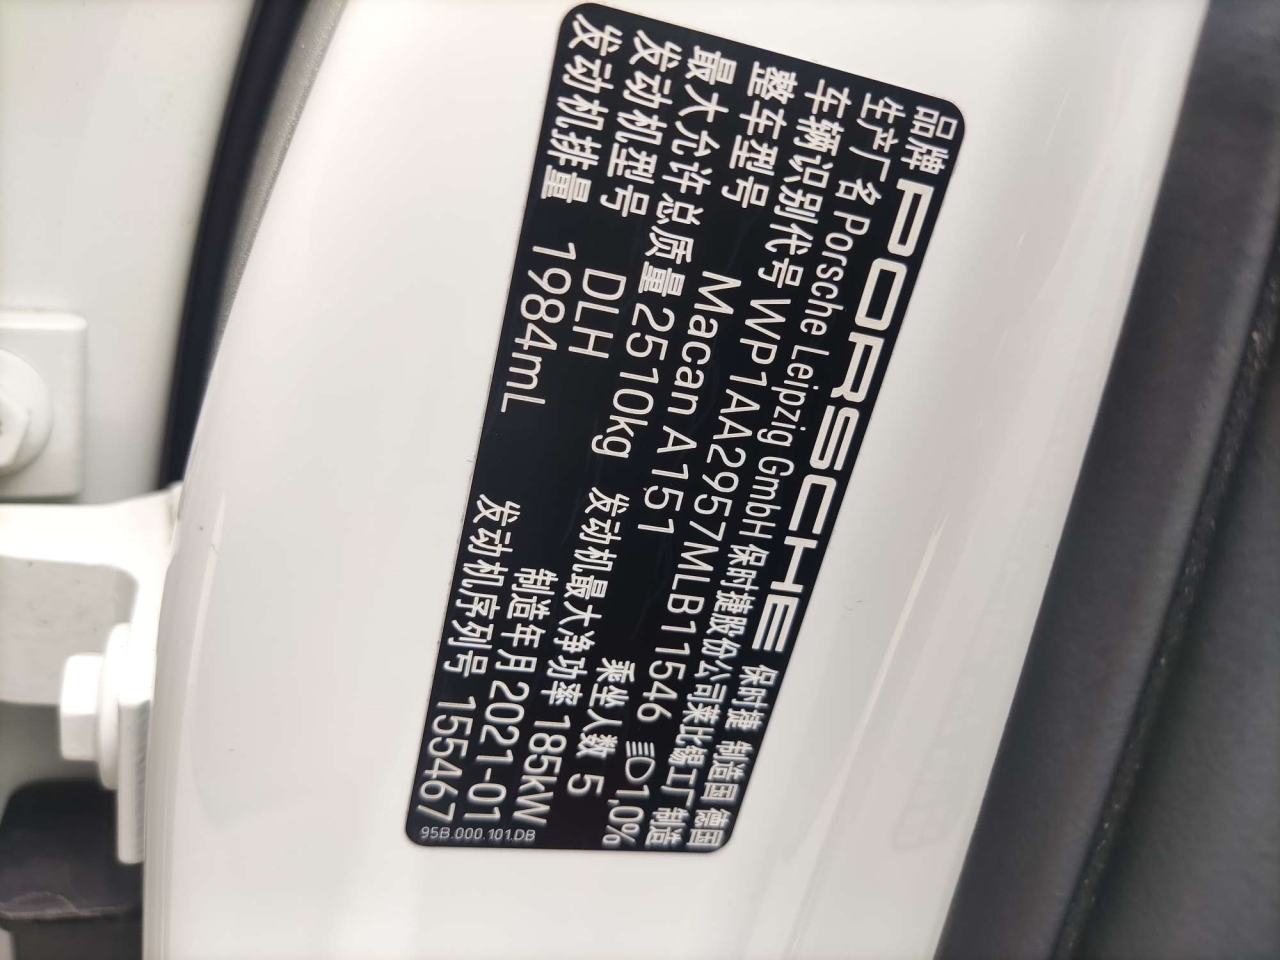 品牌 PORSCHE 保时捷 制造国 德国
生产厂名 Porsche Leipzig GmbH 保时捷股份公司莱比锡工厂 制造
车辆识别代号 WP1AA2957MLB11546 1,0%
整车型号 Macan A151 乘坐人数 5
最大允许总质量 2510kg 发动机最大净功率 185kW
发动机型号 DLH 制造年月 2021-01
发动机排量 1984mL 发动机序列号 155467
95B.000.101.DB